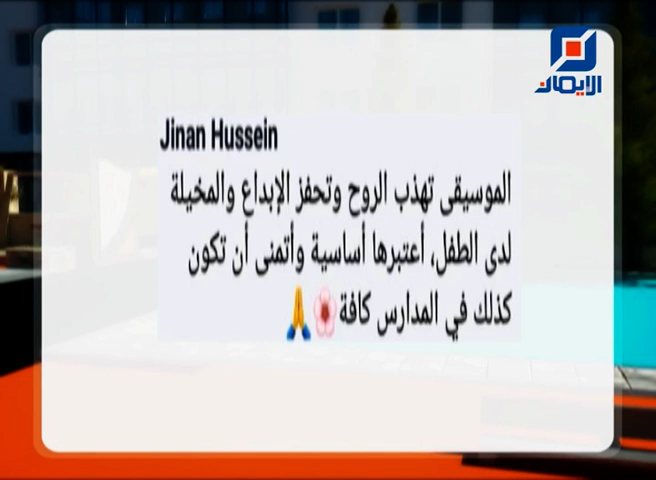 الإيمان
Jinan Hussein
الموسيقى تهذب الروح وتحفز الإبداع والمخيلة
لدى الطفل، أعتبرها أساسية وأتمنى أن تكون
كذلك في المدارس كافة🌸🙏